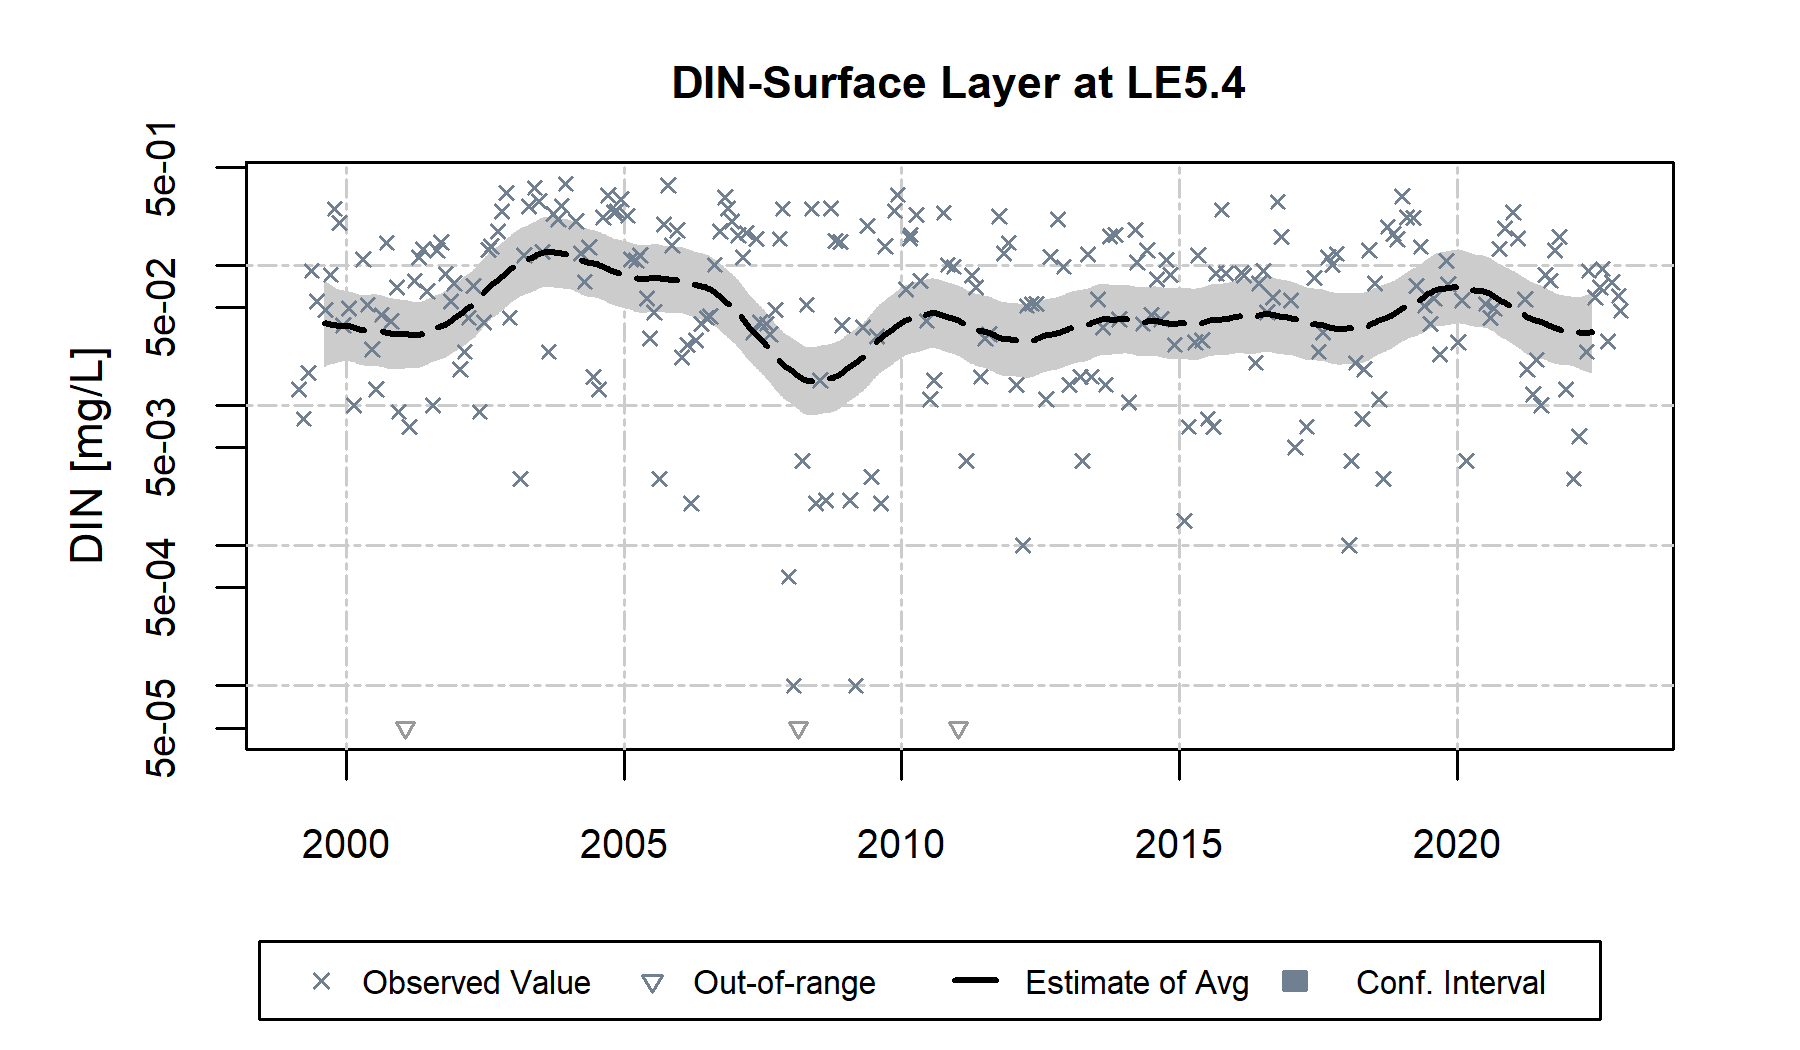 DIN-Surface Layer at LE5.4
DIN [mg/L]
5e-01
5e-02
5e-03
5e-04
5e-05
2000 2005 2010 2015 2020
Observed Value Out-of-range Estimate of Avg Conf. Interval